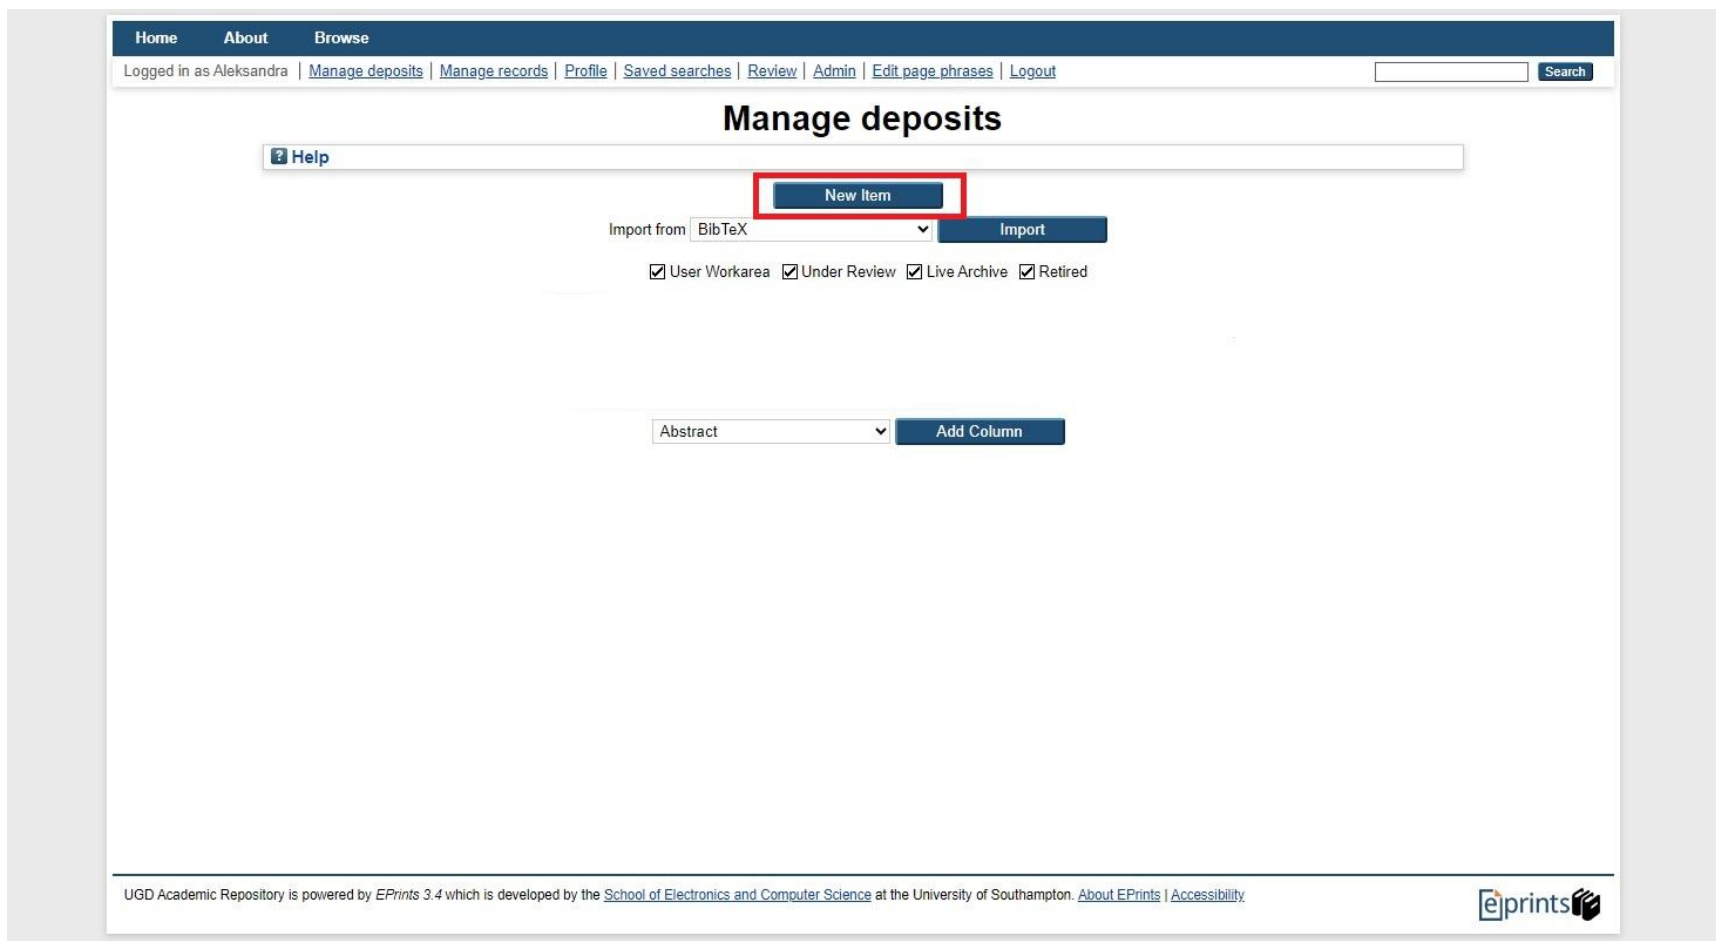 Home About Browse
Logged in as Aleksandra | Manage deposits | Manage records | Profile | Saved searches | Review | Admin | Edit page phrases | Logout Search
Manage deposits
? Help
New Item
Import from BibTeX Import
User Workarea Under Review Live Archive Retired
Abstract Add Column
UGD Academic Repository is powered by EPrints 3.4 which is developed by the School of Electronics and Computer Science at the University of Southampton. About EPrints | Accessibility
eprints